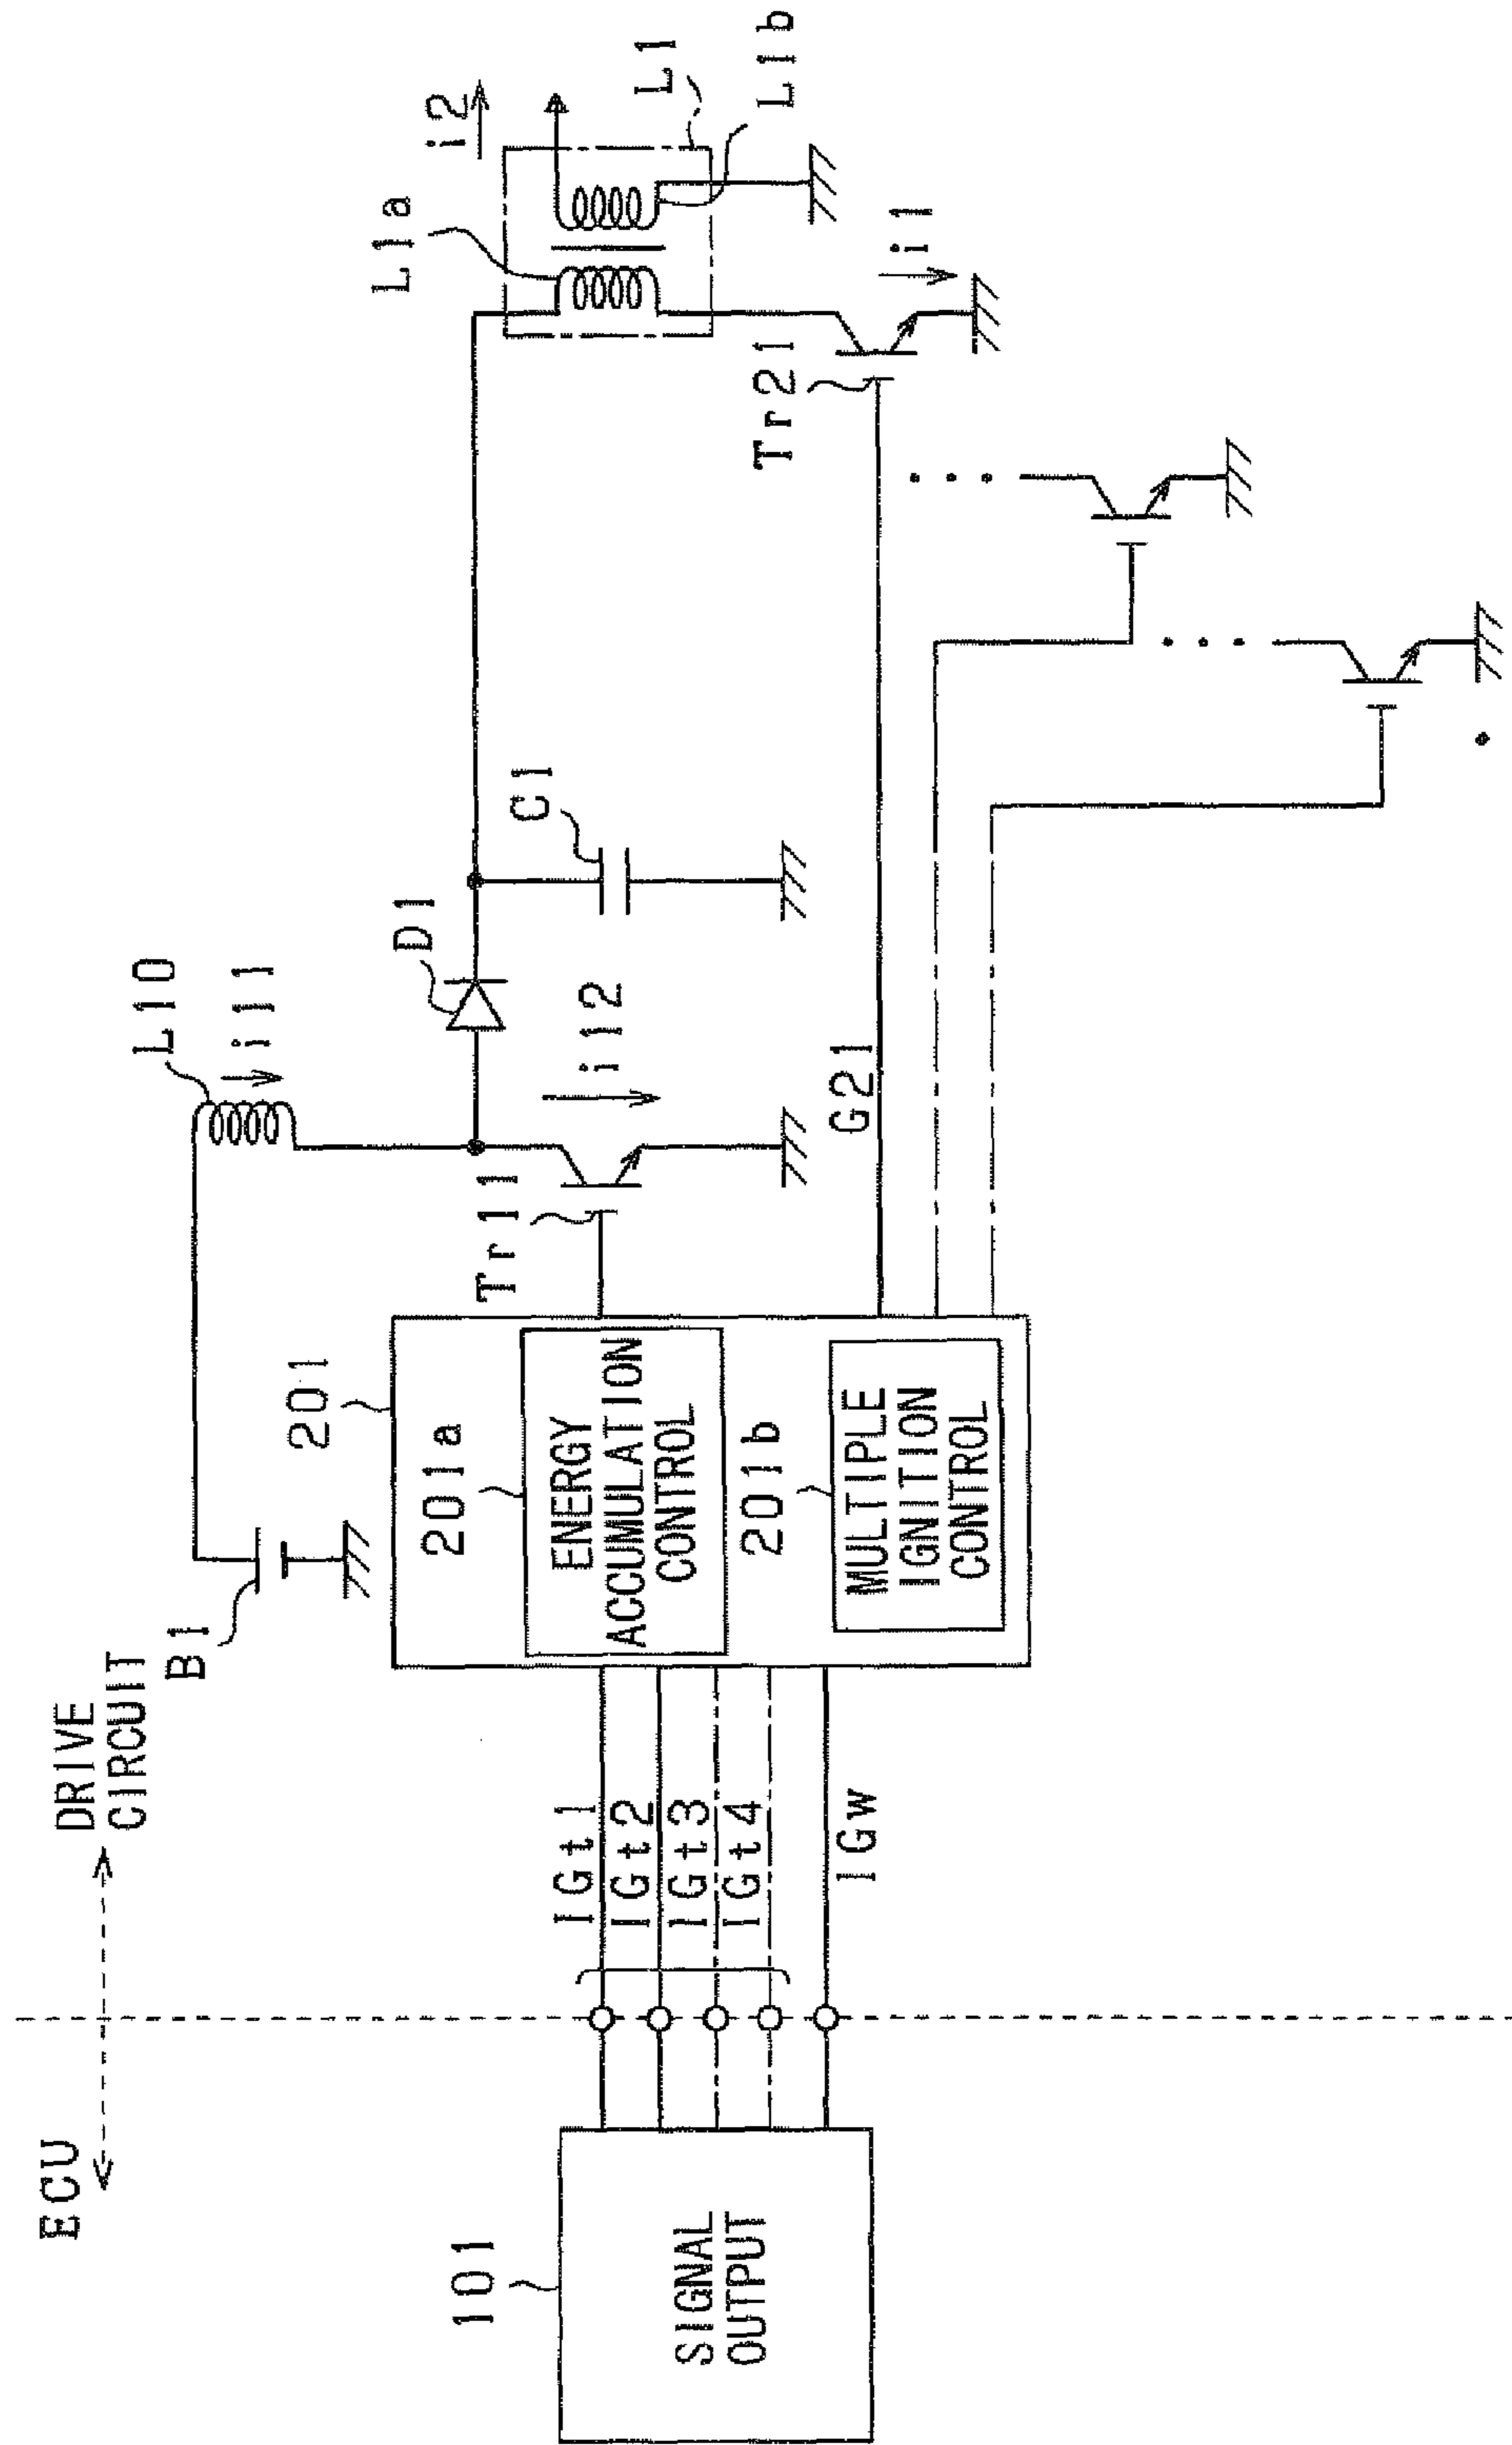 ECU
DRIVE
CIRCUIT
101
SIGNAL
OUTPUT
IGt1
IGt2
IGt3
IGt4
IGw
B1
201
201a
ENERGY
ACCUMULATION
CONTROL
201b
MULTIPLE
IGNITION
CONTROL
L10
i11
Tr11
i12
D1
C1
G21
Tr21
L1a
i2
L1
L1b
i1